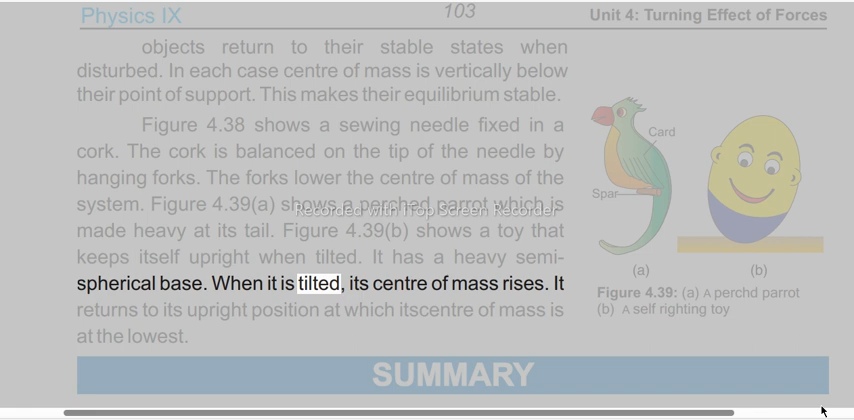 Physics IX
103
Unit 4: Turning Effect of Forces
objects return to their stable states when
disturbed. In each case centre of mass is vertically below
their point of support. This makes their equilibrium stable.
Figure 4.38 shows a sewing needle fixed in a
cork. The cork is balanced on the tip of the needle by
hanging forks. The forks lower the centre of mass of the
system. Figure 4.39(a) shows a perched parrot which is
Recorded with iTop Screen Recorder
made heavy at its tail. Figure 4.39(b) shows a toy that
keeps itself upright when tilted. It has a heavy semi-
spherical base. When it is tilted, its centre of mass rises. It
returns to its upright position at which itscentre of mass is
at the lowest.
Card
Spar
(a)
(b)
Figure 4.39: (a) A perchd parrot
(b) A self righting toy
SUMMARY